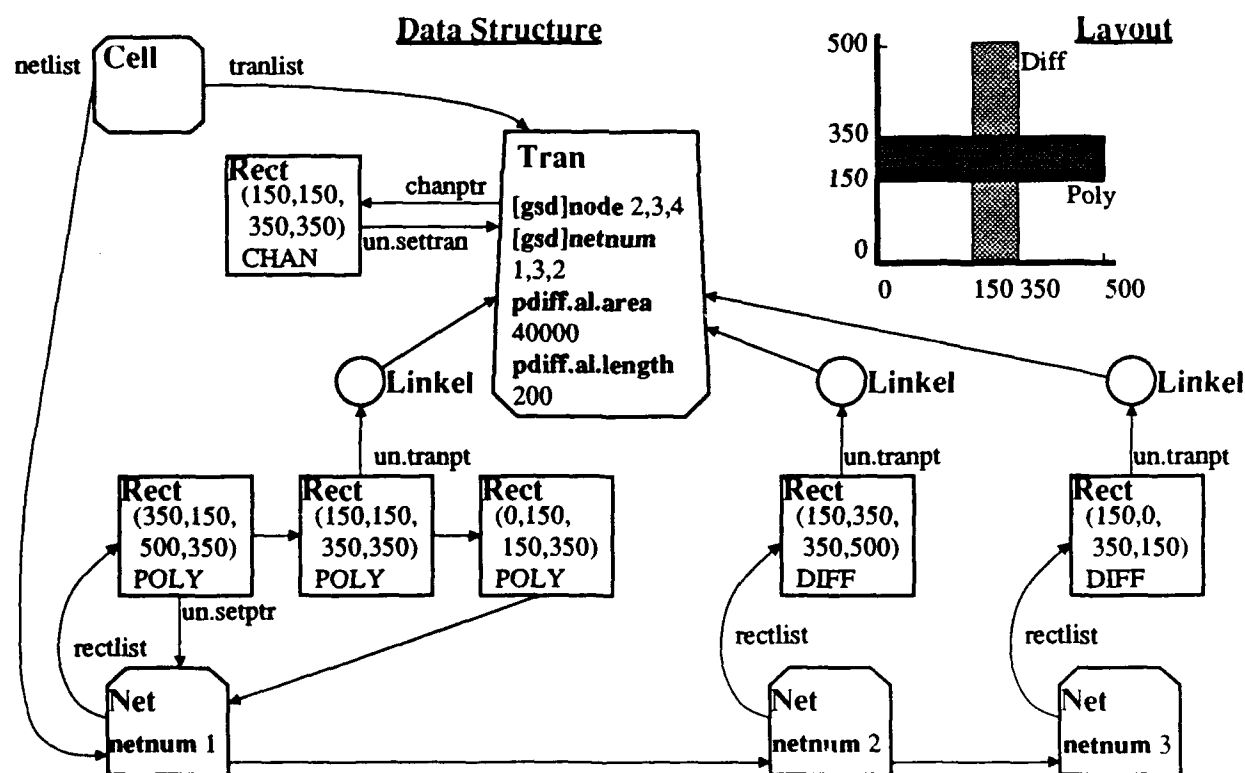 Data Structure
Layout
netlist
Cell
tranlist
500
Diff
350
150
Poly
0
0
150 350
500
Tran
[gsd]node 2,3,4
[gsd]netnum
1,3,2
pdiff.al.area
40000
pdiff.al.length
200
Rect
(150,150,
350,350)
CHAN
chanptr
un.settran
Linkel
Linkel
Linkel
un.tranpt
un.tranpt
un.tranpt
Rect
(350,150,
500,350)
POLY
Rect
(150,150,
350,350)
POLY
Rect
(0,150,
150,350)
POLY
Rect
(150,350,
350,500)
DIFF
Rect
(150,0,
350,150)
DIFF
un.setptr
rectlist
rectlist
rectlist
Net
netnum 1
Net
netnum 2
Net
netnum 3